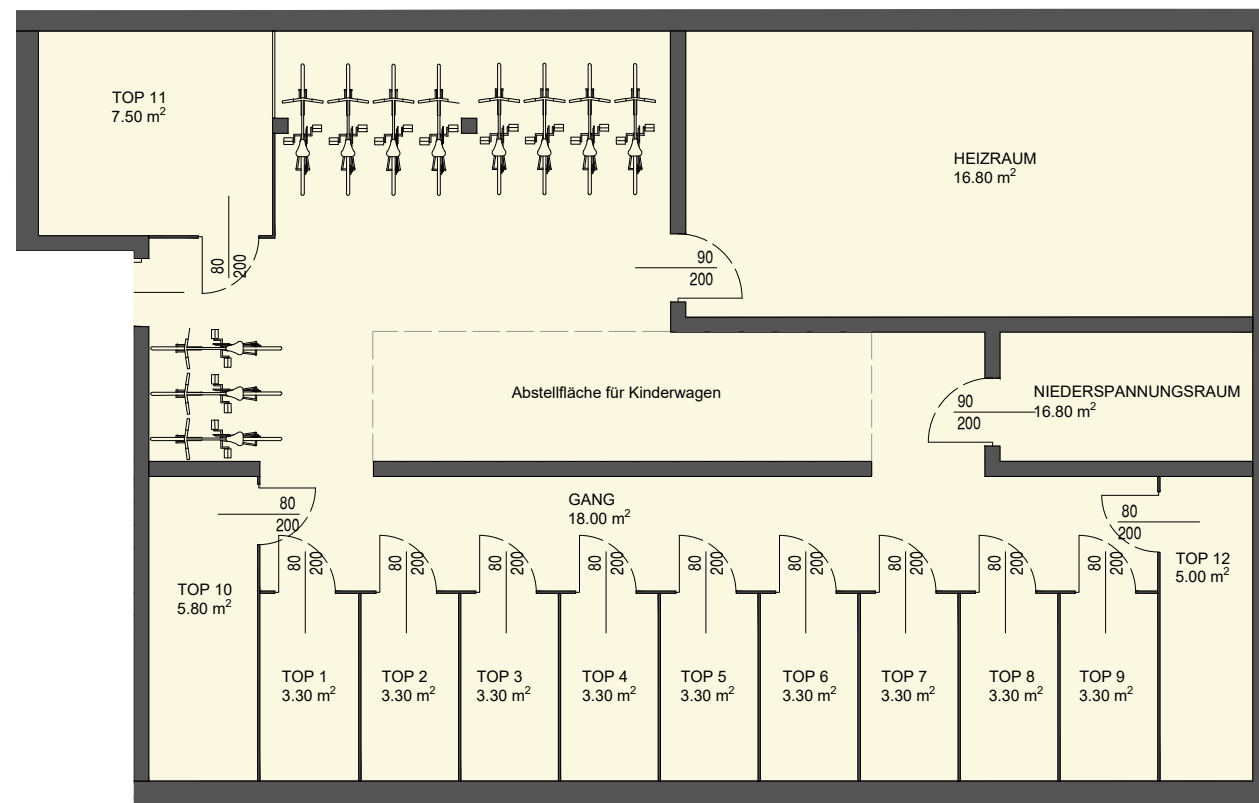 TOP 11
7.50 m²
HEIZRAUM
16.80 m²
80
200
90
200
Abstellfläche für Kinderwagen
NIEDERSPANNUNGSRAUM
16.80 m²
90
200
GANG
18.00 m²
80
200
80
200
TOP 10
5.80 m²
TOP 12
5.00 m²
80
200
80
200
80
200
80
200
80
200
80
200
80
200
80
200
80
200
TOP 1
3.30 m²
TOP 2
3.30 m²
TOP 3
3.30 m²
TOP 4
3.30 m²
TOP 5
3.30 m²
TOP 6
3.30 m²
TOP 7
3.30 m²
TOP 8
3.30 m²
TOP 9
3.30 m²